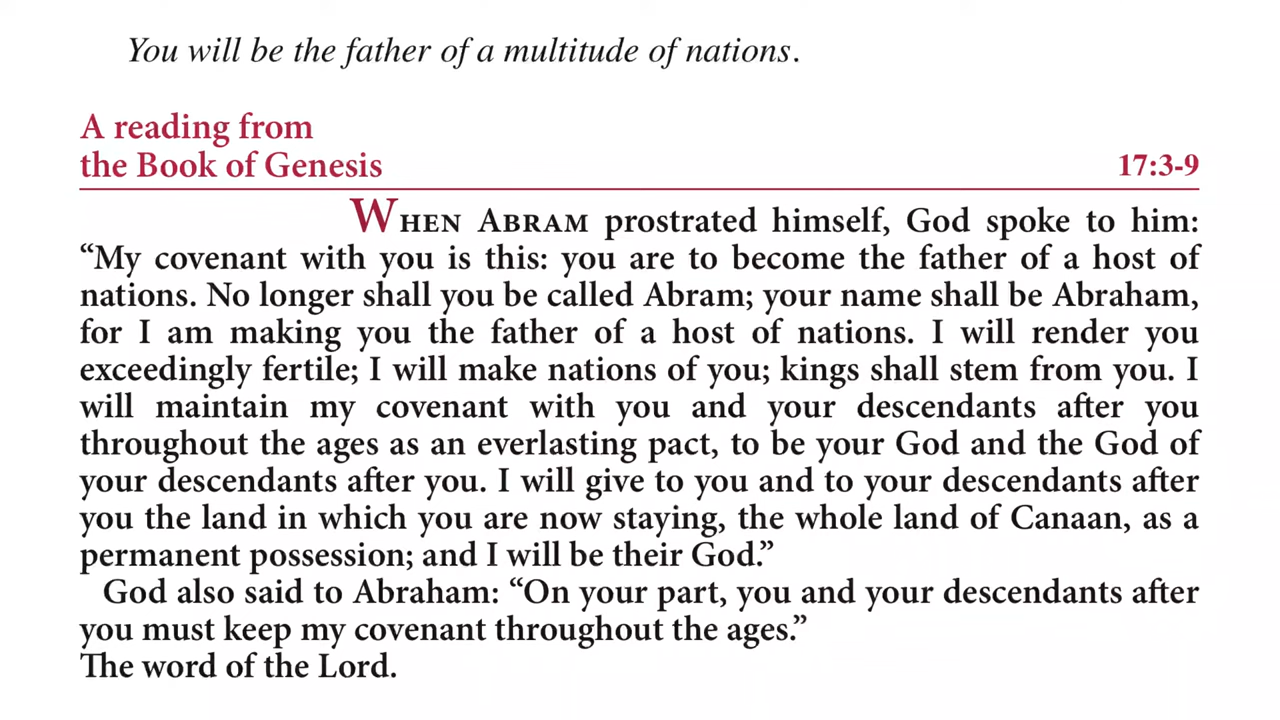 You will be the father of a multitude of nations.
A reading from
the Book of Genesis 17:3-9
WHEN ABRAM prostrated himself, God spoke to him:
“My covenant with you is this: you are to become the father of a host of
nations. No longer shall you be called Abram; your name shall be Abraham,
for I am making you the father of a host of nations. I will render you
exceedingly fertile; I will make nations of you; kings shall stem from you. I
will maintain my covenant with you and your descendants after you
throughout the ages as an everlasting pact, to be your God and the God of
your descendants after you. I will give to you and to your descendants after
you the land in which you are now staying, the whole land of Canaan, as a
permanent possession; and I will be their God.”
God also said to Abraham: “On your part, you and your descendants after
you must keep my covenant throughout the ages.”
The word of the Lord.